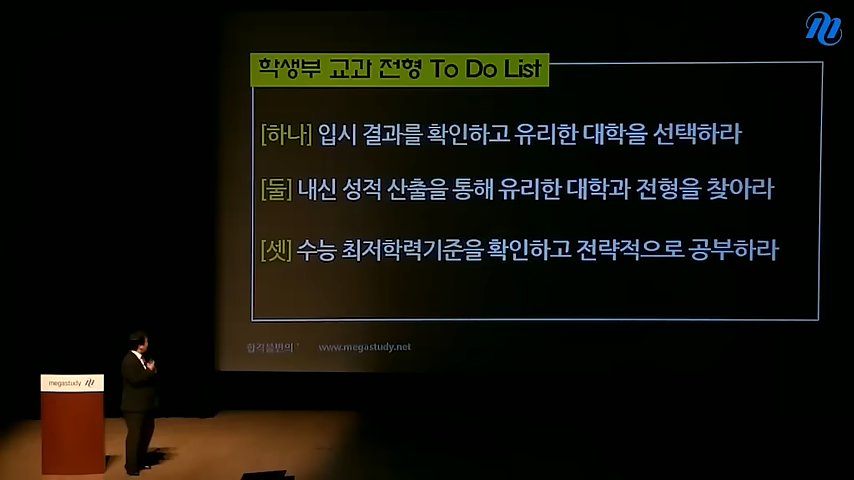 학생부 교과 전형 To Do List
[하나] 입시 결과를 확인하고 유리한 대학을 선택하라
[둘] 내신 성적 산출을 통해 유리한 대학과 전형을 찾아라
[셋] 수능 최저학력기준을 확인하고 전략적으로 공부하라
합격불변의 www.megastudy.net
megastudy